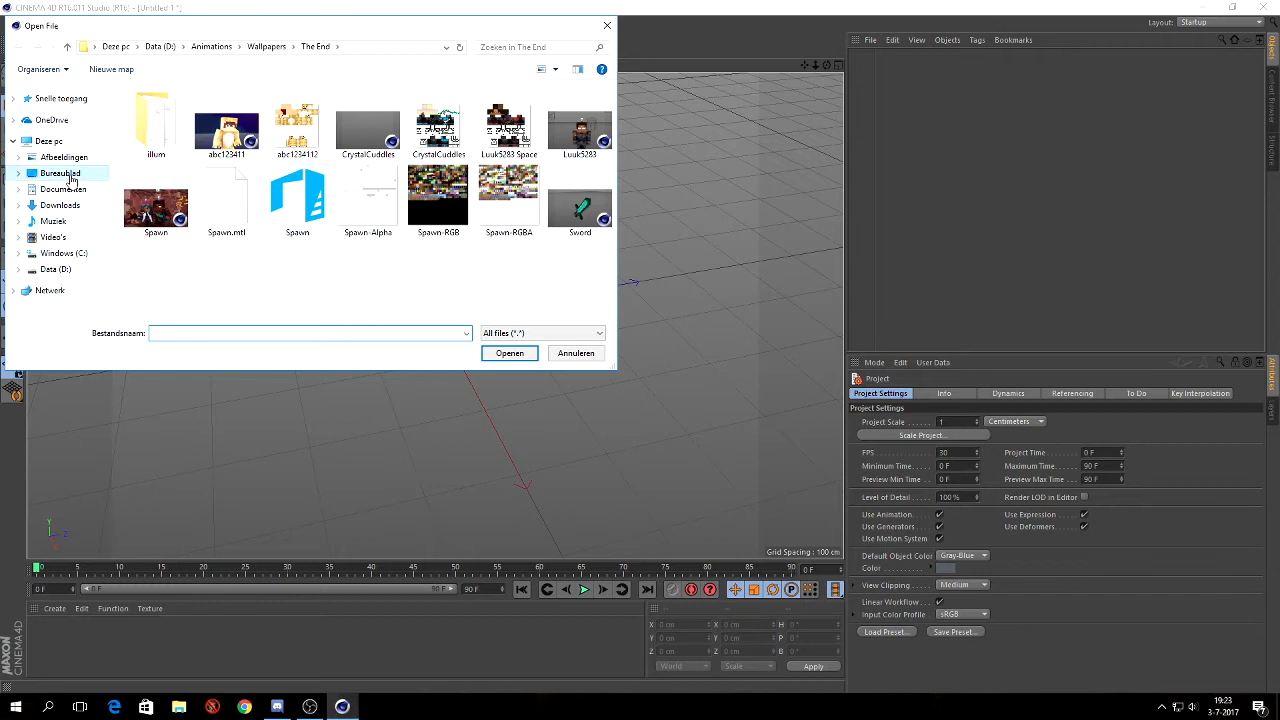 CINEMA 4D R16.011 Studio (R16) - [Untitled 1 *]
Layout: Startup
Open File
Deze pc > Data (D:) > Animations > Wallpapers > The End >
Zoeken in The End
Organiseren
Nieuwe map
File Edit View Objects Tags Bookmarks
Objects
Content Browser
Structure
Snelle toegang
OneDrive
Deze pc
Afbeeldingen
Bureaublad
Documenten
Downloads
Muziek
Video's
Windows (C:)
Data (D:)
Netwerk
illum
abc123411
abc1234112
CrystalCuddles
CrystalCuddles
Luuk5283 Space
Luuk5283
Spawn
Spawn.mtl
Spawn
Spawn-Alpha
Spawn-RGB
Spawn-RGBA
Sword
Bestandsnaam:
All files (*.*)
Openen
Annuleren
Mode Edit User Data
Attributes
Layers
Project
Project Settings Info Dynamics Referencing To Do Key Interpolation
Project Settings
Project Scale 1 Centimeters
Scale Project...
FPS 30 Project Time 0 F
Minimum Time 0 F Maximum Time 90 F
Preview Min Time 0 F Preview Max Time 90 F
Level of Detail 100 % Render LOD in Editor
Use Animation Use Expression
Use Generators Use Deformers
Use Motion System
Default Object Color Gray-Blue
Color
View Clipping Medium
Linear Workflow
Input Color Profile sRGB
Load Preset... Save Preset...
Y
Z
X
Grid Spacing : 100 cm
0 5 10 15 20 25 30 35 40 45 50 55 60 65 70 75 80 85 90
0 F
0 F 0 F 90 F 90 F
Create Edit Function Texture
X 0 cm X 0 cm H 0 °
Y 0 cm Y 0 cm P 0 °
Z 0 cm Z 0 cm B 0 °
World Scale Apply
MAXON
CINEMA 4D
19:23
3-7-2017